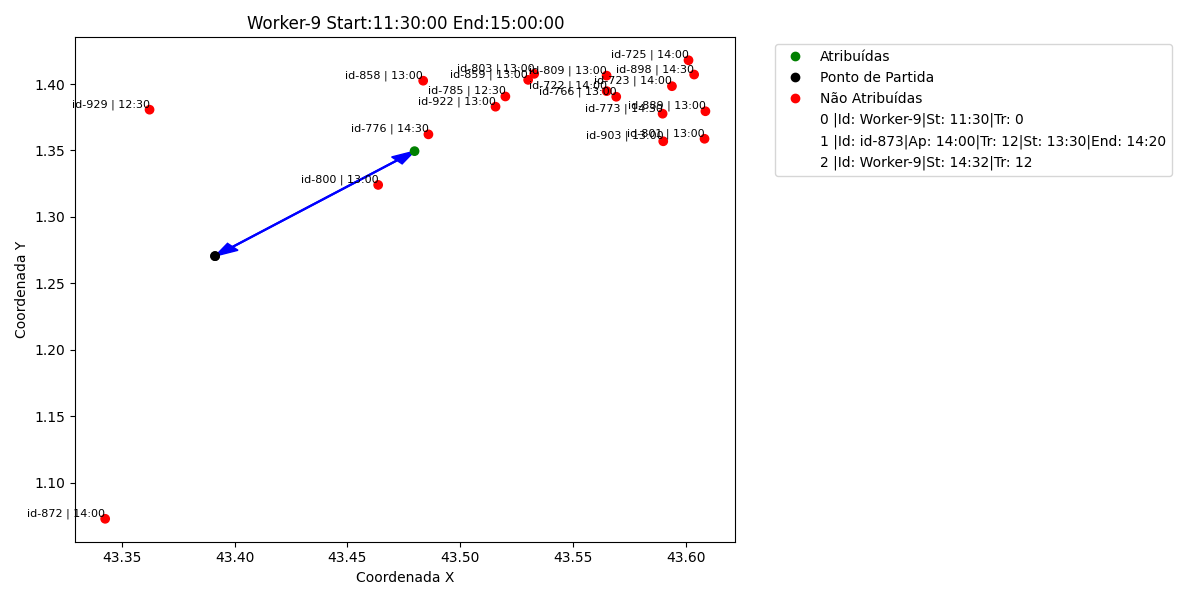 Worker-9 Start:11:30:00 End:15:00:00
id-725 | 14:00
id-803 | 13:00
id-809 | 13:00
id-898 | 14:30
id-858 | 13:00
id-859 | 13:00
id-723 | 14:00
id-722 | 14:00
id-785 | 12:30
id-766 | 13:00
id-929 | 12:30
id-922 | 13:00
id-773 | 14:30
id-880 | 13:00
id-776 | 14:30
id-903 | 13:00
id-801 | 13:00
id-800 | 13:00
id-872 | 14:00
1.40
1.35
1.30
1.25
1.20
1.15
1.10
Coordenada Y
43.35 43.40 43.45 43.50 43.55 43.60
Coordenada X
Atribuídas
Ponto de Partida
Não Atribuídas
0 |Id: Worker-9|St: 11:30|Tr: 0
1 |Id: id-873|Ap: 14:00|Tr: 12|St: 13:30|End: 14:20
2 |Id: Worker-9|St: 14:32|Tr: 12